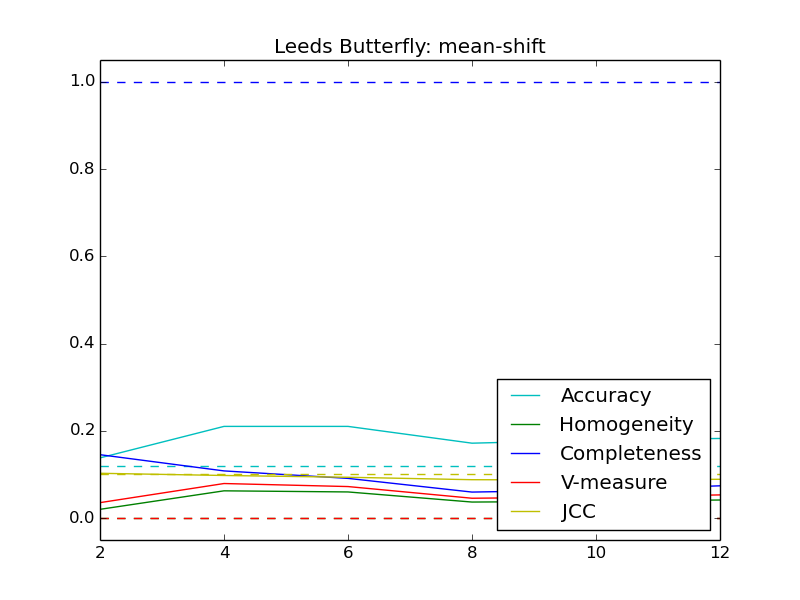 Leeds Butterfly: mean-shift
1.0
0.8
0.6
0.4
0.2
0.0
2 4 6 8 10 12
Accuracy
Homogeneity
Completeness
V-measure
JCC